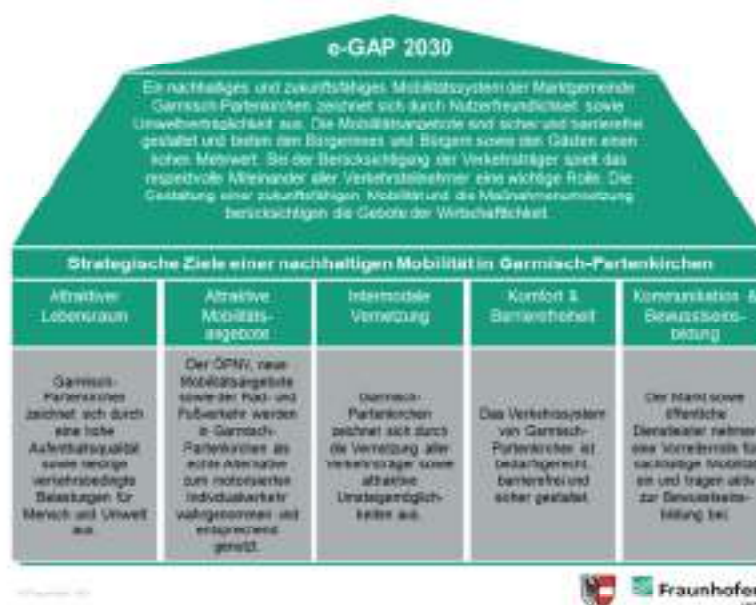 e-GAP 2030
Ein nachhaltiges und zukunftsfähiges Mobilitätssystem der Marktgemeinde
Garmisch-Partenkirchen zeichnet sich durch Nutzerfreundlichkeit sowie
Umweltverträglichkeit aus. Die Mobilitätsangebote sind sicher und barrierefrei
gestaltet und bieten den Bürgerinnen und Bürgern sowie den Gästen einen
hohen Mehrwert. Bei der Berücksichtigung der Verkehrsträger spielt das
respektvolle Miteinander aller Verkehrsteilnehmer eine wichtige Rolle. Die
Gestaltung einer zukunftsfähigen Mobilität und die Maßnahmenumsetzung
berücksichtigen die Gebote der Wirtschaftlichkeit.
Strategische Ziele einer nachhaltigen Mobilität in Garmisch-Partenkirchen
Attraktiver
Lebensraum
Garmisch-
Partenkirchen
zeichnet sich durch
eine hohe
Aufenthaltsqualität
sowie niedrige
verkehrsbedingte
Belastungen für
Mensch und Umwelt
aus.
Attraktive
Mobilitäts-
angebote
Der ÖPNV, neue
Mobilitätsangebote
sowie der Rad- und
Fußverkehr werden
in Garmisch-
Partenkirchen als
echte Alternative
zum motorisierten
Individualverkehr
wahrgenommen und
entsprechend
genutzt.
Intermodale
Vernetzung
Garmisch-
Partenkirchen
zeichnet sich durch
die Vernetzung aller
Verkehrsträger sowie
attraktive
Umsteigemöglich-
keiten aus.
Komfort &
Barrierefreiheit
Das Verkehrssystem
von Garmisch-
Partenkirchen ist
bedarfsgerecht,
barrierefrei und
sicher gestaltet.
Kommunikation &
Bewusstseins-
bildung
Der Markt sowie
öffentliche
Dienstleister nehmen
eine Vorreiterrolle für
nachhaltige Mobilität
ein und tragen aktiv
zur Bewusstseins-
bildung bei.
Fraunhofer